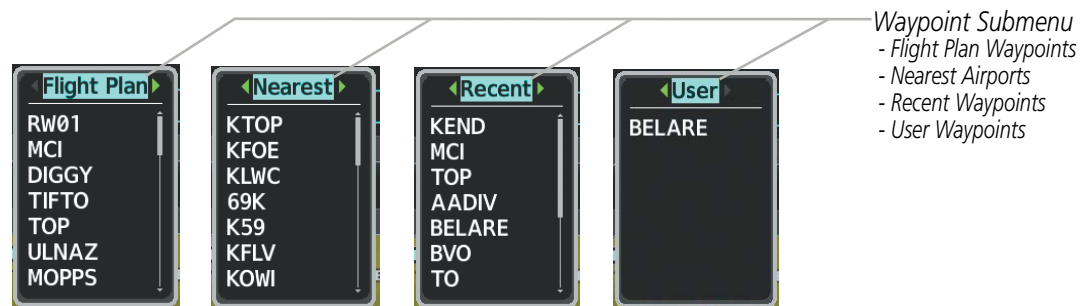 Waypoint Submenu
- Flight Plan Waypoints
- Nearest Airports
- Recent Waypoints
- User Waypoints
Flight Plan
RW01
MCI
DIGGY
TIFTO
TOP
ULNAZ
MOPPS
Nearest
KTOP
KFOE
KLWC
69K
K59
KFLV
KOWI
Recent
KEND
MCI
TOP
AADIV
BELARE
BVO
TO
User
BELARE